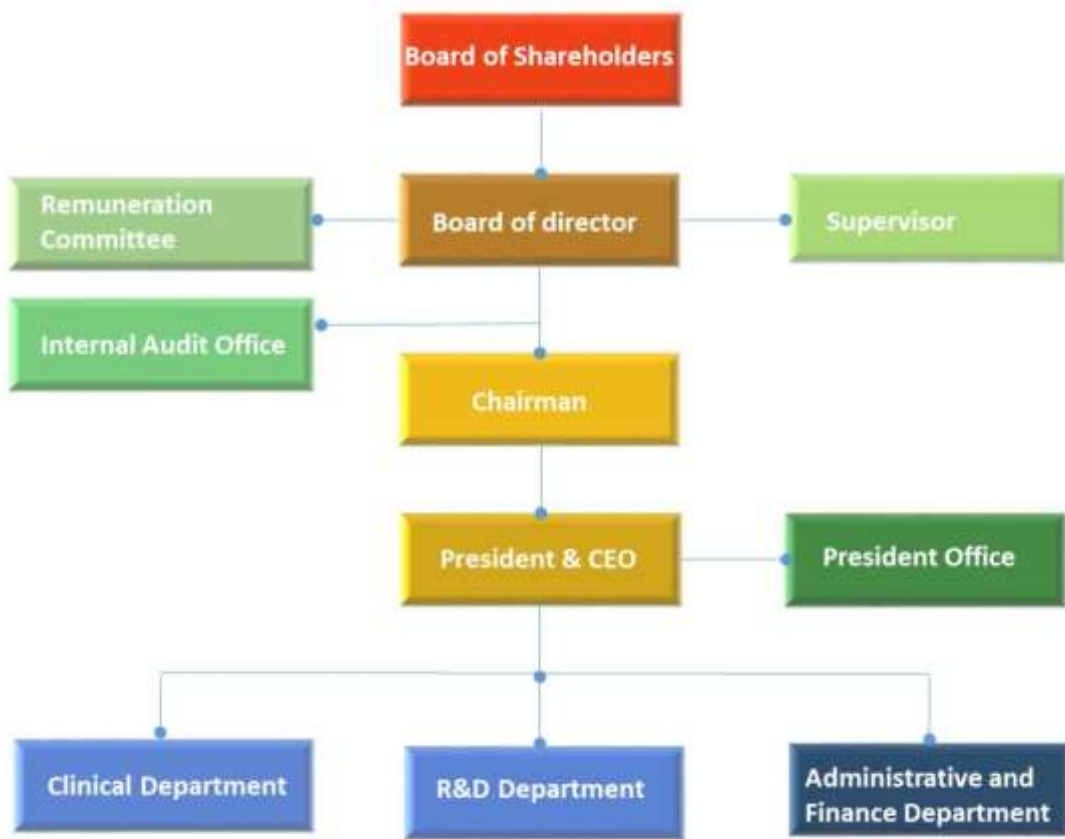 Board of Shareholders
Remuneration
Committee
Board of director
Supervisor
Internal Audit Office
Chairman
President & CEO
President Office
Clinical Department
R&D Department
Administrative and
Finance Department